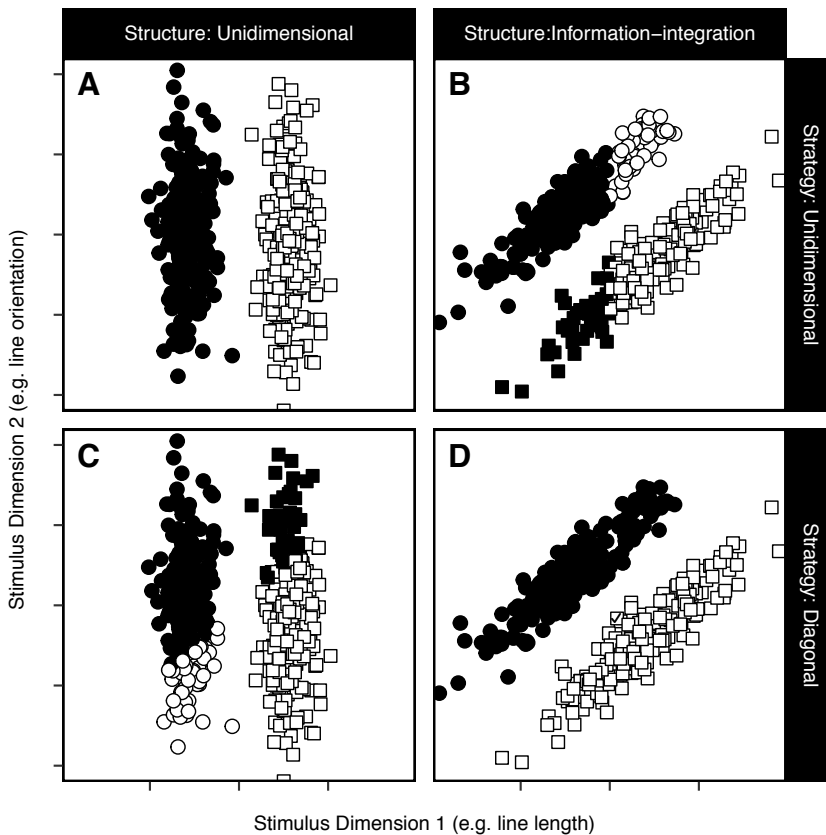 Structure: Unidimensional
Structure:Information−integration
A
B
Strategy: Unidimensional
C
D
Strategy: Diagonal
Stimulus Dimension 2 (e.g. line orientation)
Stimulus Dimension 1 (e.g. line length)